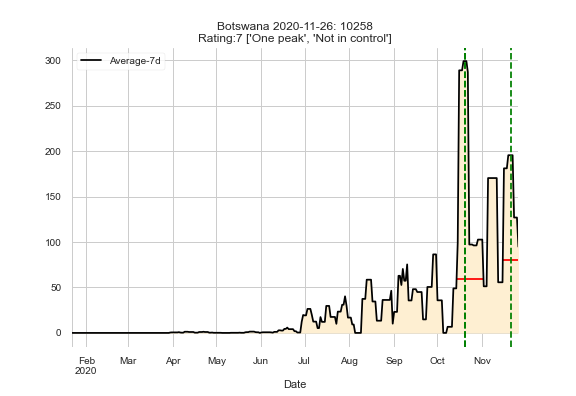 Botswana 2020-11-26: 10258
Rating:7 ['One peak', 'Not in control']
Average-7d
300
250
200
150
100
50
0
Feb Mar Apr May Jun Jul Aug Sep Oct Nov
2020
Date